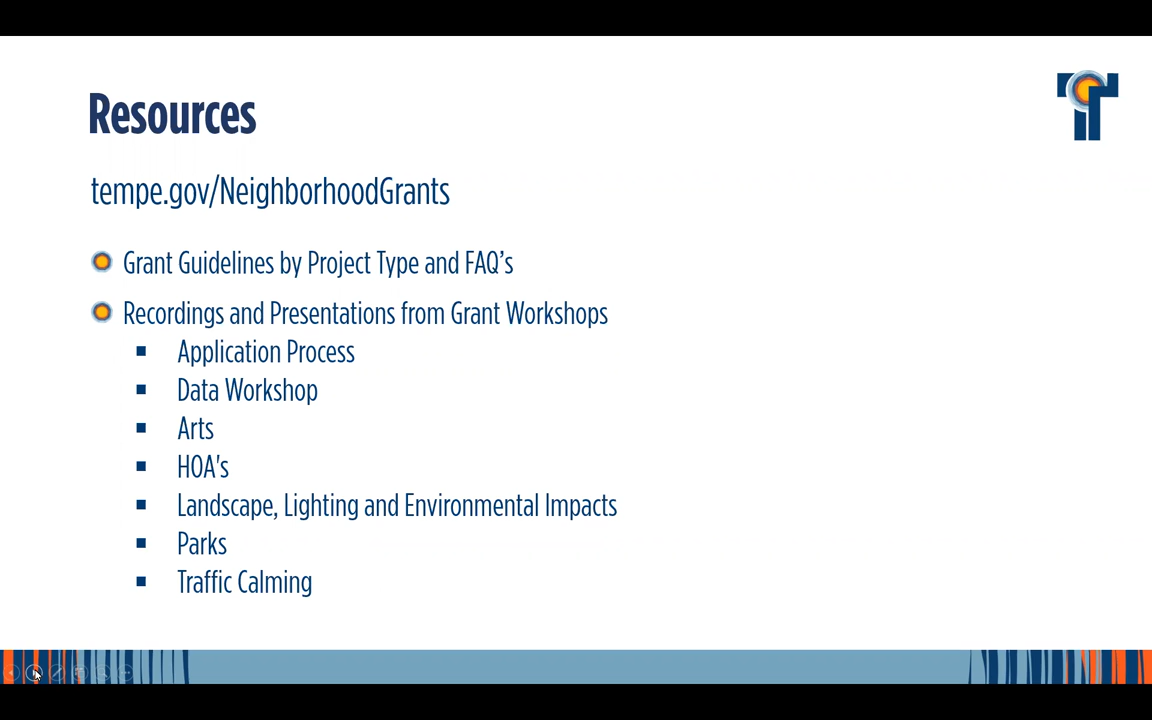 Resources
tempe.gov/NeighborhoodGrants
Grant Guidelines by Project Type and FAQ’s
Recordings and Presentations from Grant Workshops
Application Process
Data Workshop
Arts
HOA's
Landscape, Lighting and Environmental Impacts
Parks
Traffic Calming